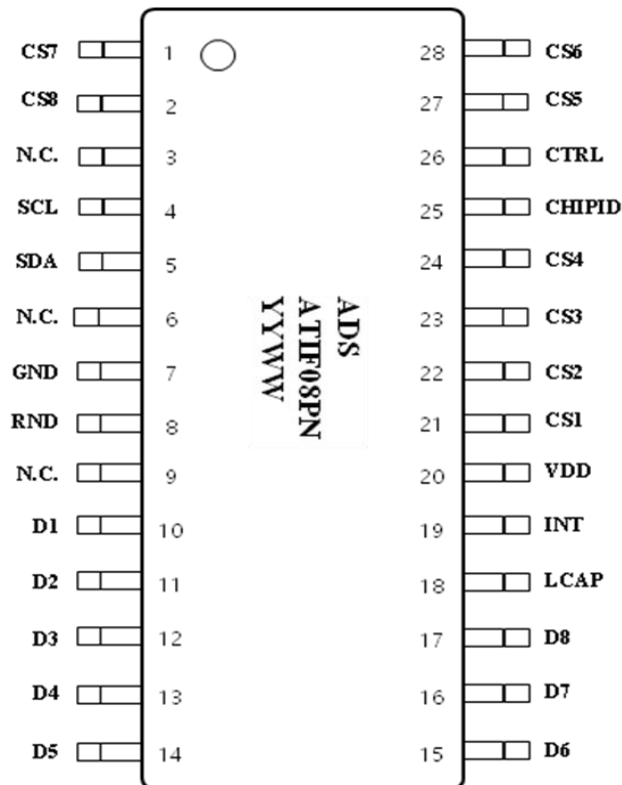 CS7 1 28 CS6
CS8 2 27 CS5
N.C. 3 26 CTRL
SCL 4 25 CHIPID
SDA 5 24 CS4
N.C. 6 23 CS3
GND 7 22 CS2
RND 8 21 CS1
N.C. 9 20 VDD
D1 10 19 INT
D2 11 18 LCAP
D3 12 17 D8
D4 13 16 D7
D5 14 15 D6
ADS
ATIF08PN
YYWW